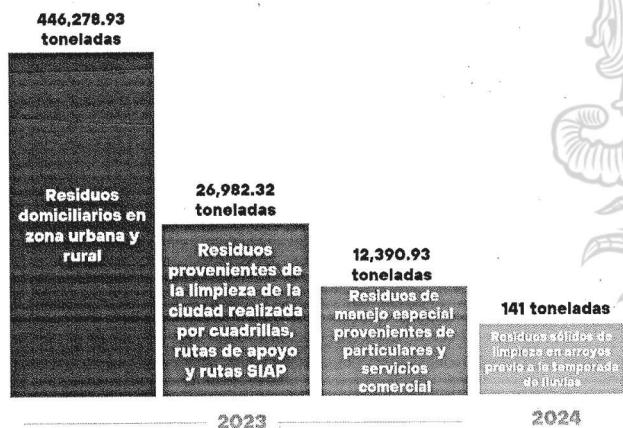 446,278.93
toneladas
Residuos
domiciliarios en
zona urbana y
rural
26,982.32
toneladas
Residuos
provenientes de
la limpieza de la
ciudad realizada
por cuadrillas,
rutas de apoyo
y rutas SIAP
12,390.93
toneladas
Residuos de
manejo especial
provenientes de
particulares y
servicios
comercial
141 toneladas
Residuos sólidos de
limpieza en arroyos
previo a la temporada
de lluvias
2023
2024